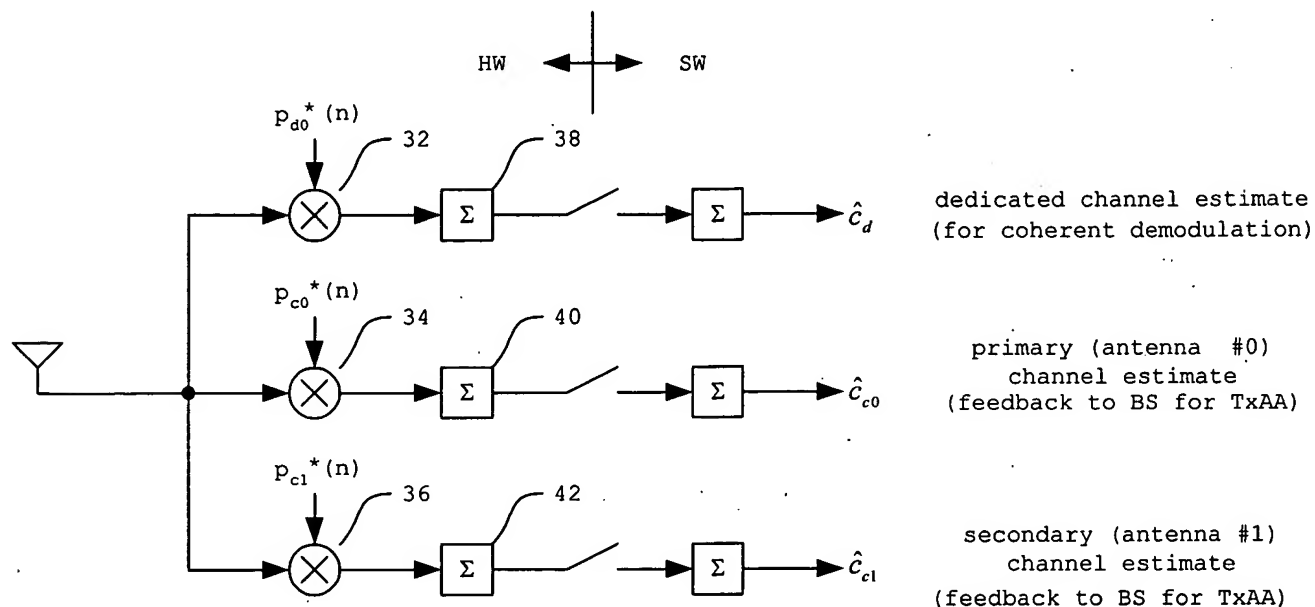 HW SW
p_d0*(n)
32 38
Σ Σ ĉ_d
dedicated channel estimate
(for coherent demodulation)
p_c0*(n)
34 40
Σ Σ ĉ_c0
primary (antenna #0)
channel estimate
(feedback to BS for TxAA)
p_c1*(n)
36 42
Σ Σ ĉ_c1
secondary (antenna #1)
channel estimate
(feedback to BS for TxAA)